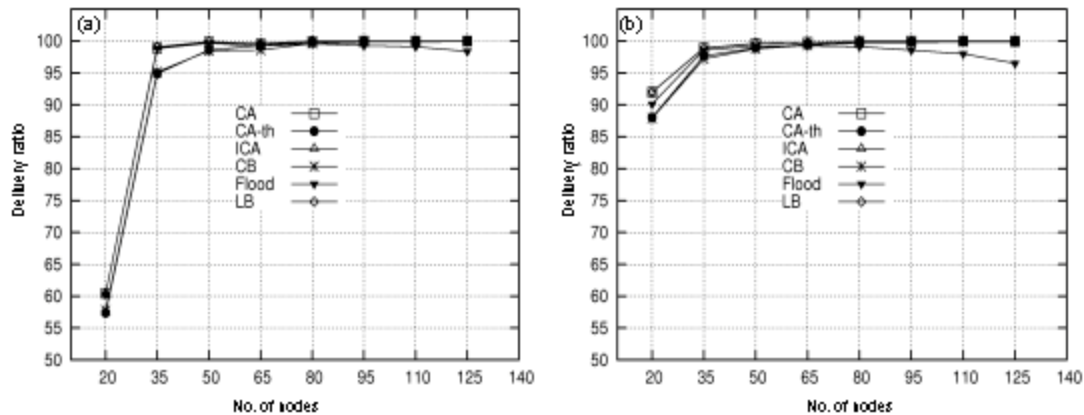 (a)
100
95
90
85
80
75
70
65
60
55
50
CA
CA-th
ICA
CB
Flood
LB
20 35 50 65 80 95 110 125 140
No. of nodes
Delivery ratio
(b)
100
95
90
85
80
75
70
65
60
55
50
CA
CA-th
ICA
CB
Flood
LB
20 35 50 65 80 95 110 125 140
No. of nodes
Delivery ratio